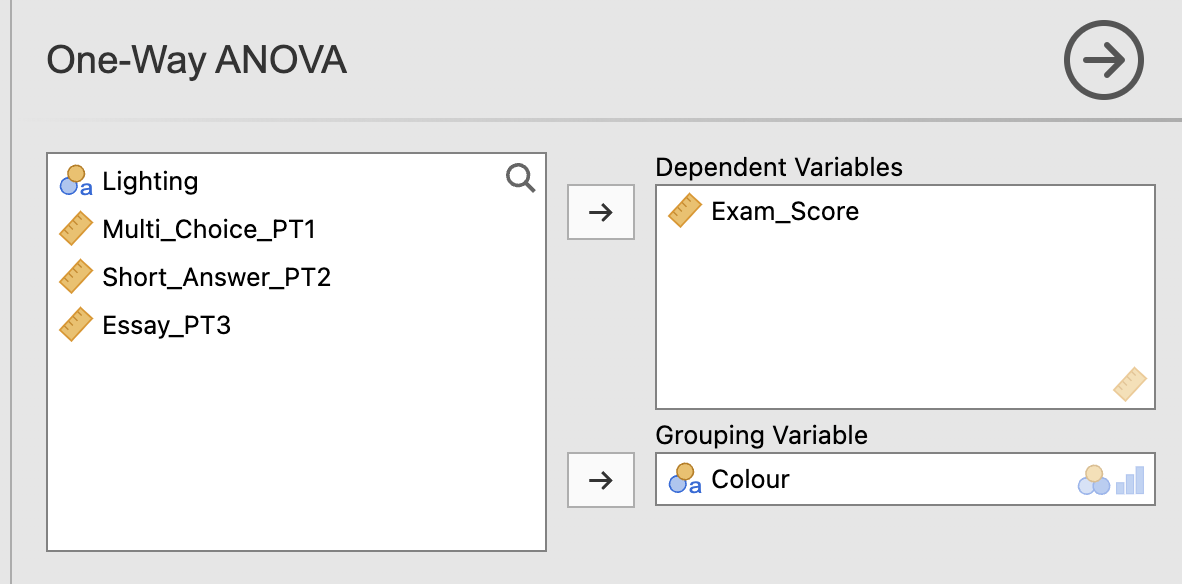 One-Way ANOVA
Lighting
Multi_Choice_PT1
Short_Answer_PT2
Essay_PT3
Dependent Variables
Exam_Score
Grouping Variable
Colour